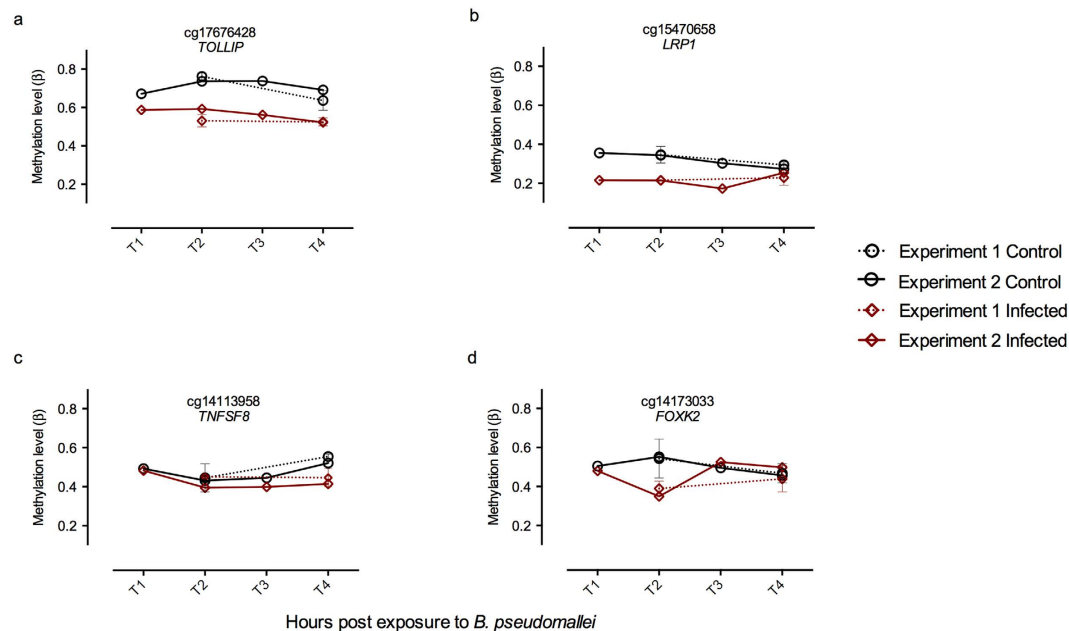 a
cg17676428
TOLLIP
Methylation level (β)
0.8
0.6
0.4
0.2
T1
T2
T3
T4
b
cg15470658
LRP1
Methylation level (β)
0.8
0.6
0.4
0.2
T1
T2
T3
T4
Experiment 1 Control
Experiment 2 Control
Experiment 1 Infected
Experiment 2 Infected
c
cg14113958
TNFSF8
Methylation level (β)
0.8
0.6
0.4
0.2
T1
T2
T3
T4
d
cg14173033
FOXK2
Methylation level (β)
0.8
0.6
0.4
0.2
T1
T2
T3
T4
Hours post exposure to B. pseudomallei